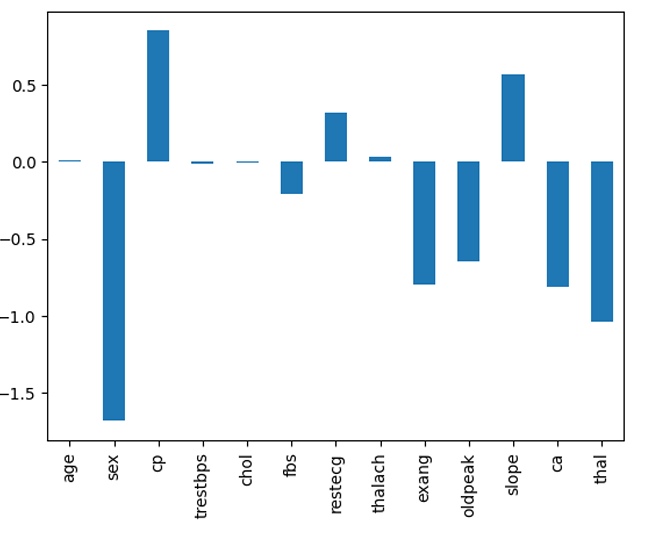 0.5
0.0
−0.5
−1.0
−1.5
age
sex
cp
trestbps
chol
fbs
restecg
thalach
exang
oldpeak
slope
ca
thal